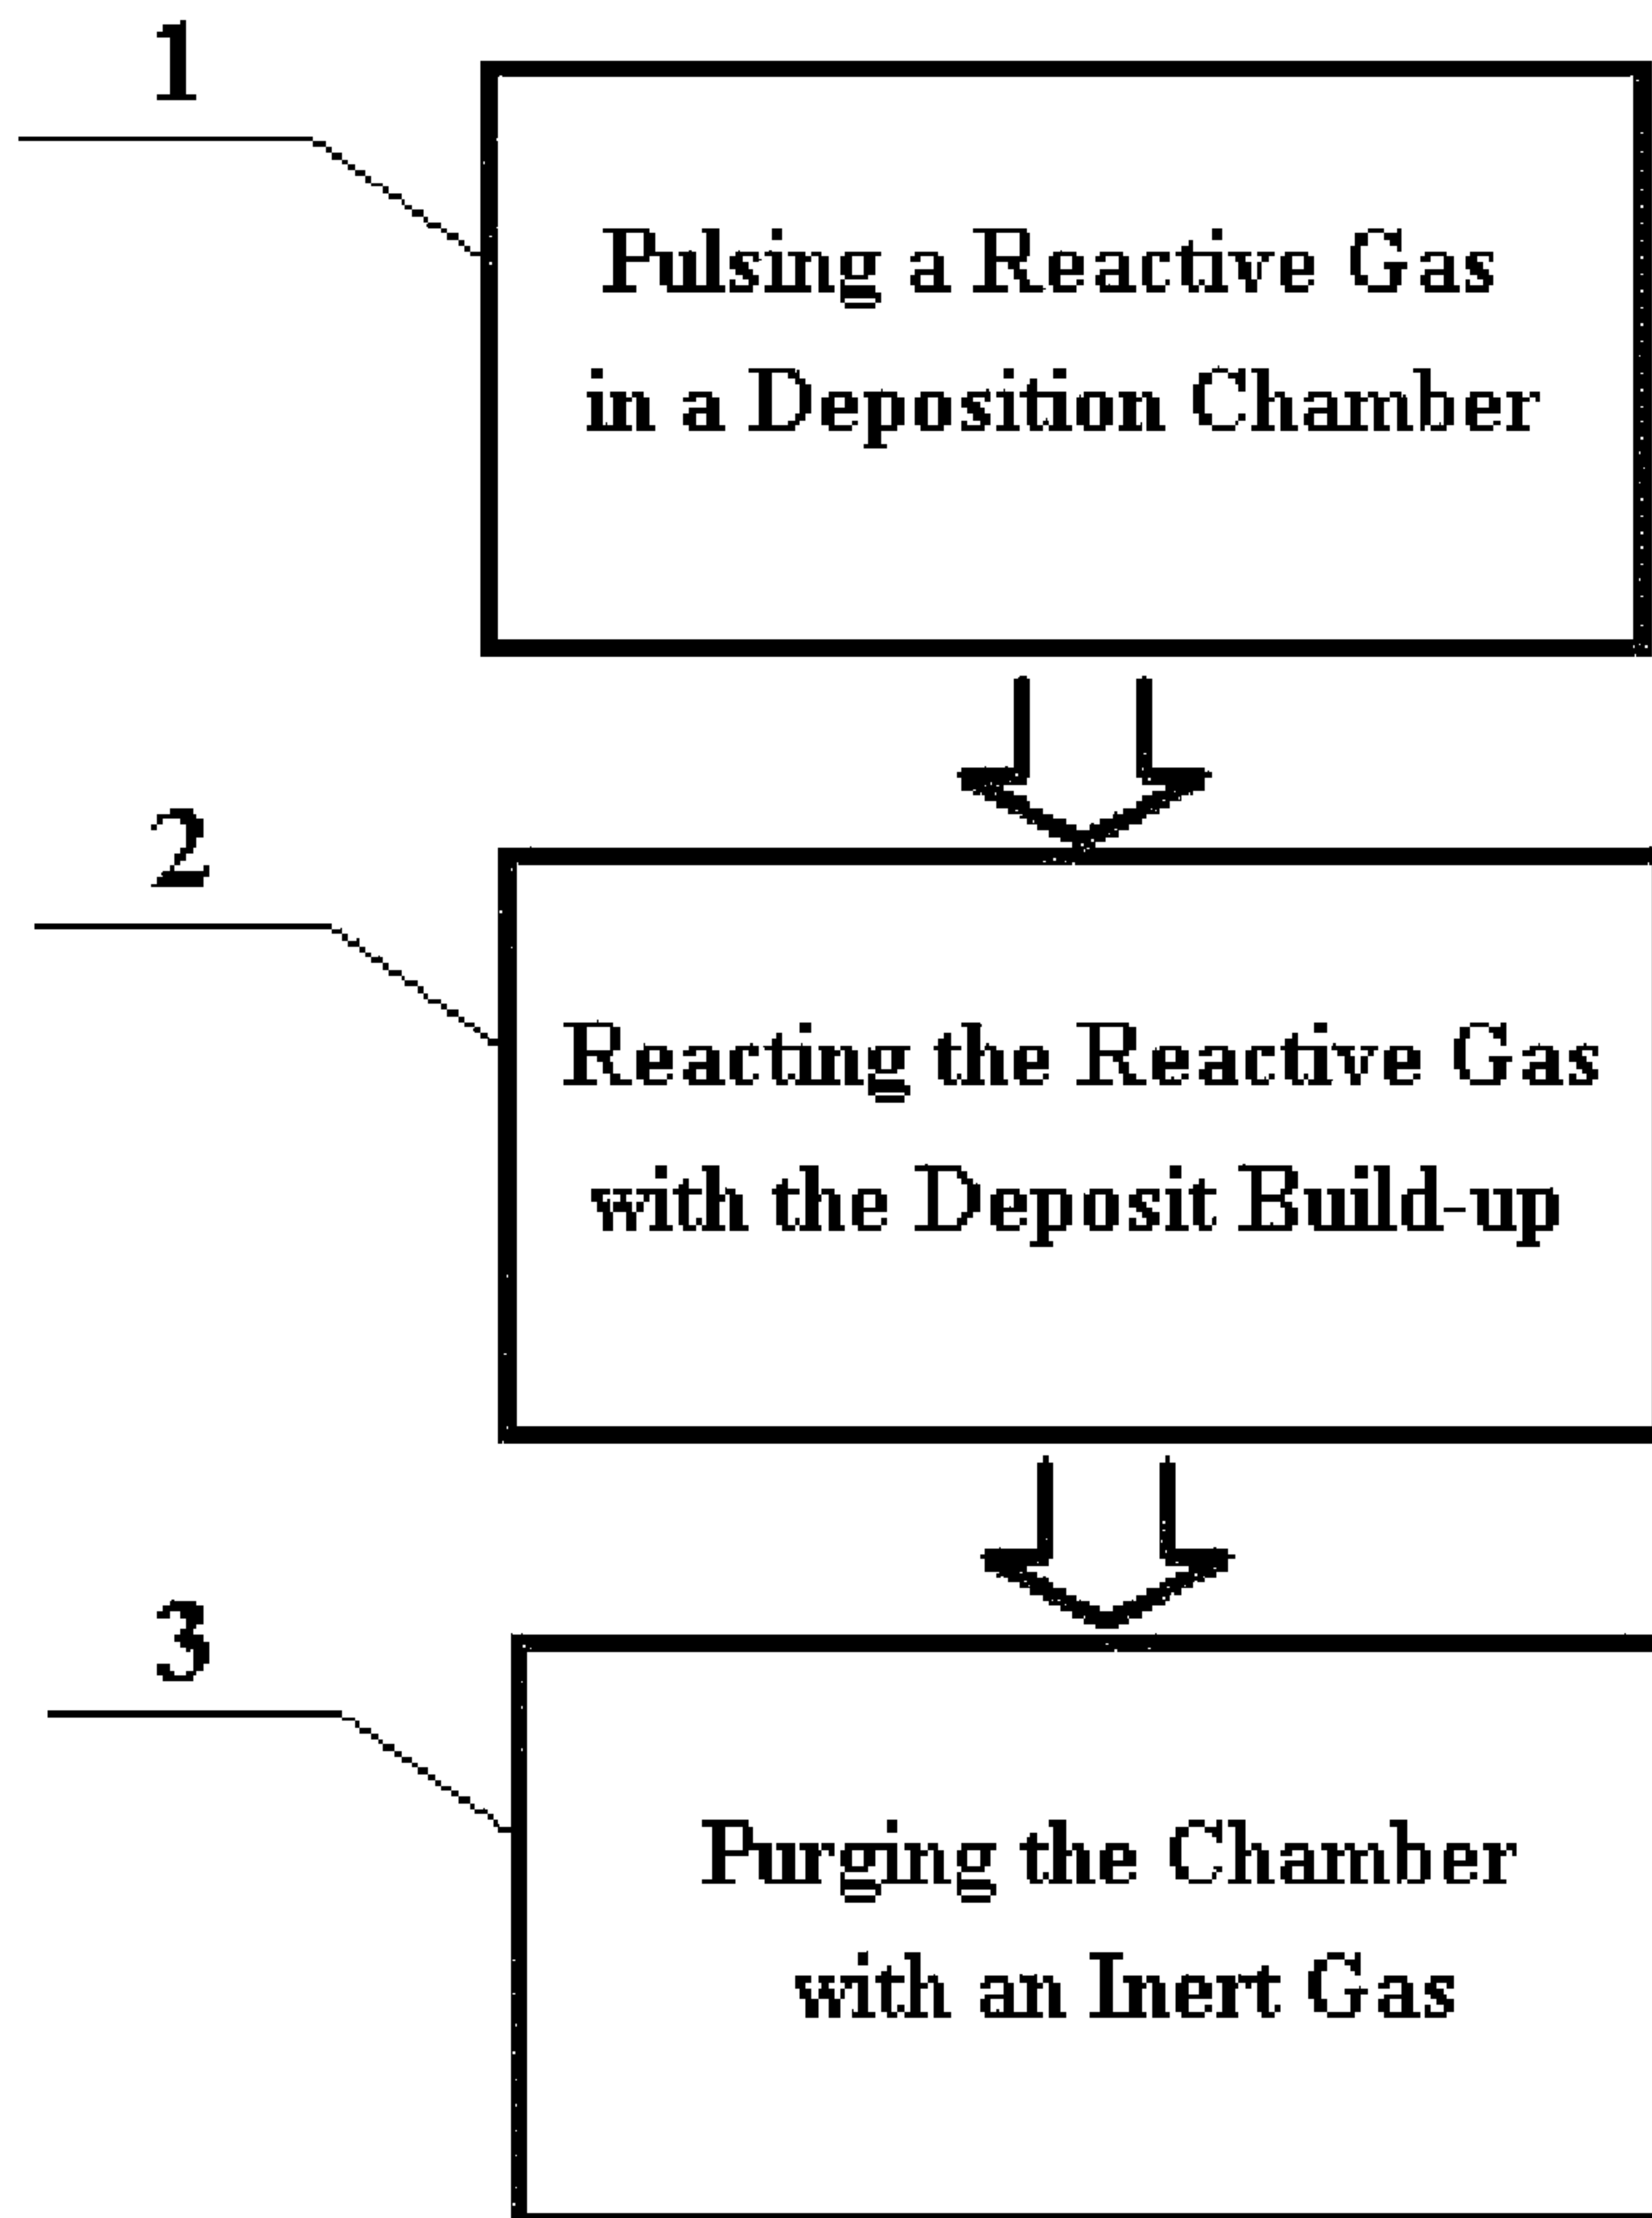 1
Pulsing a Reactive Gas
in a Deposition Chamber
2
Reacting the Reactive Gas
with the Deposit Build-up
3
Purging the Chamber
with an Inert Gas